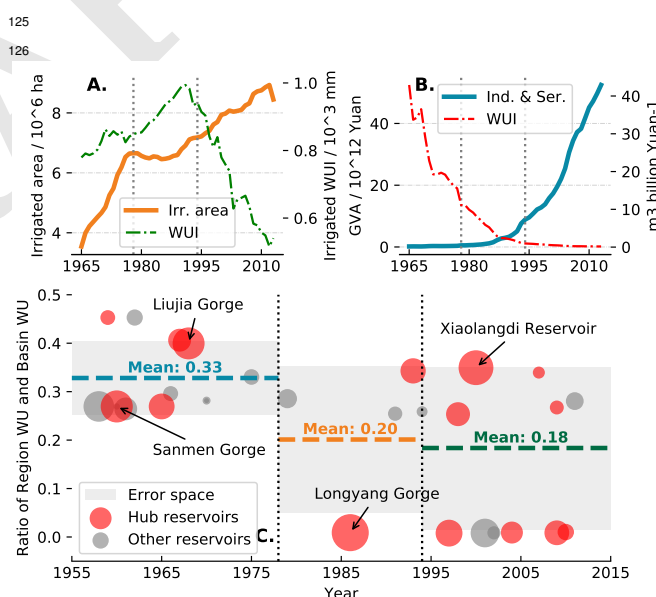 125
126
A.
Irrigated area / 10^6 ha
8
6
4
1965
1980
1995
2010
Irr. area
WUI
1.0
0.8
0.6
Irrigated WUI / 10^3 mm
B.
GVA / 10^12 Yuan
40
20
0
1965
1980
1995
2010
Ind. & Ser.
WUI
40
30
20
10
0
m3 billion Yuan-1
Ratio of Region WU and Basin WU
0.5
0.4
0.3
0.2
0.1
0.0
Liujia Gorge
Xiaolangdi Reservoir
Mean: 0.33
Mean: 0.20
Mean: 0.18
Sanmen Gorge
Longyang Gorge
Error space
Hub reservoirs
Other reservoirs
C.
1955
1965
1975
1985
1995
2005
2015
Year